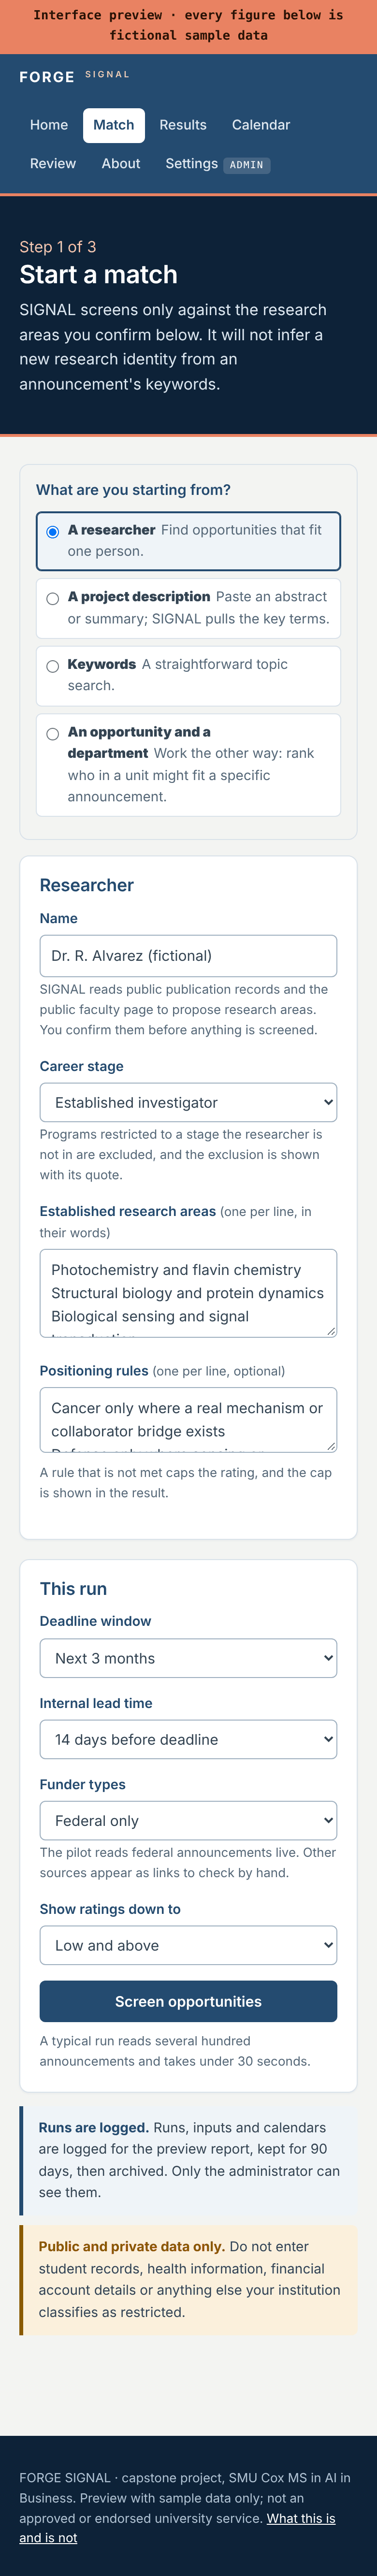 Interface preview · every figure below is
fictional sample data
FORGE SIGNAL
Home Match Results Calendar
Review About Settings ADMIN
Step 1 of 3
Start a match
SIGNAL screens only against the research
areas you confirm below. It will not infer a
new research identity from an
announcement's keywords.
What are you starting from?
A researcher Find opportunities that fit
one person.
A project description Paste an abstract
or summary; SIGNAL pulls the key terms.
Keywords A straightforward topic
search.
An opportunity and a
department Work the other way: rank
who in a unit might fit a specific
announcement.
Researcher
Name
Dr. R. Alvarez (fictional)
SIGNAL reads public publication records and the
public faculty page to propose research areas.
You confirm them before anything is screened.
Career stage
Established investigator
Programs restricted to a stage the researcher is
not in are excluded, and the exclusion is shown
with its quote.
Established research areas (one per line, in
their words)
Photochemistry and flavin chemistry
Structural biology and protein dynamics
Biological sensing and signal
Positioning rules (one per line, optional)
Cancer only where a real mechanism or
collaborator bridge exists
A rule that is not met caps the rating, and the cap
is shown in the result.
This run
Deadline window
Next 3 months
Internal lead time
14 days before deadline
Funder types
Federal only
The pilot reads federal announcements live. Other
sources appear as links to check by hand.
Show ratings down to
Low and above
Screen opportunities
A typical run reads several hundred
announcements and takes under 30 seconds.
Runs are logged. Runs, inputs and calendars
are logged for the preview report, kept for 90
days, then archived. Only the administrator can
see them.
Public and private data only. Do not enter
student records, health information, financial
account details or anything else your institution
classifies as restricted.
FORGE SIGNAL · capstone project, SMU Cox MS in AI in
Business. Preview with sample data only; not an
approved or endorsed university service. What this is
and is not